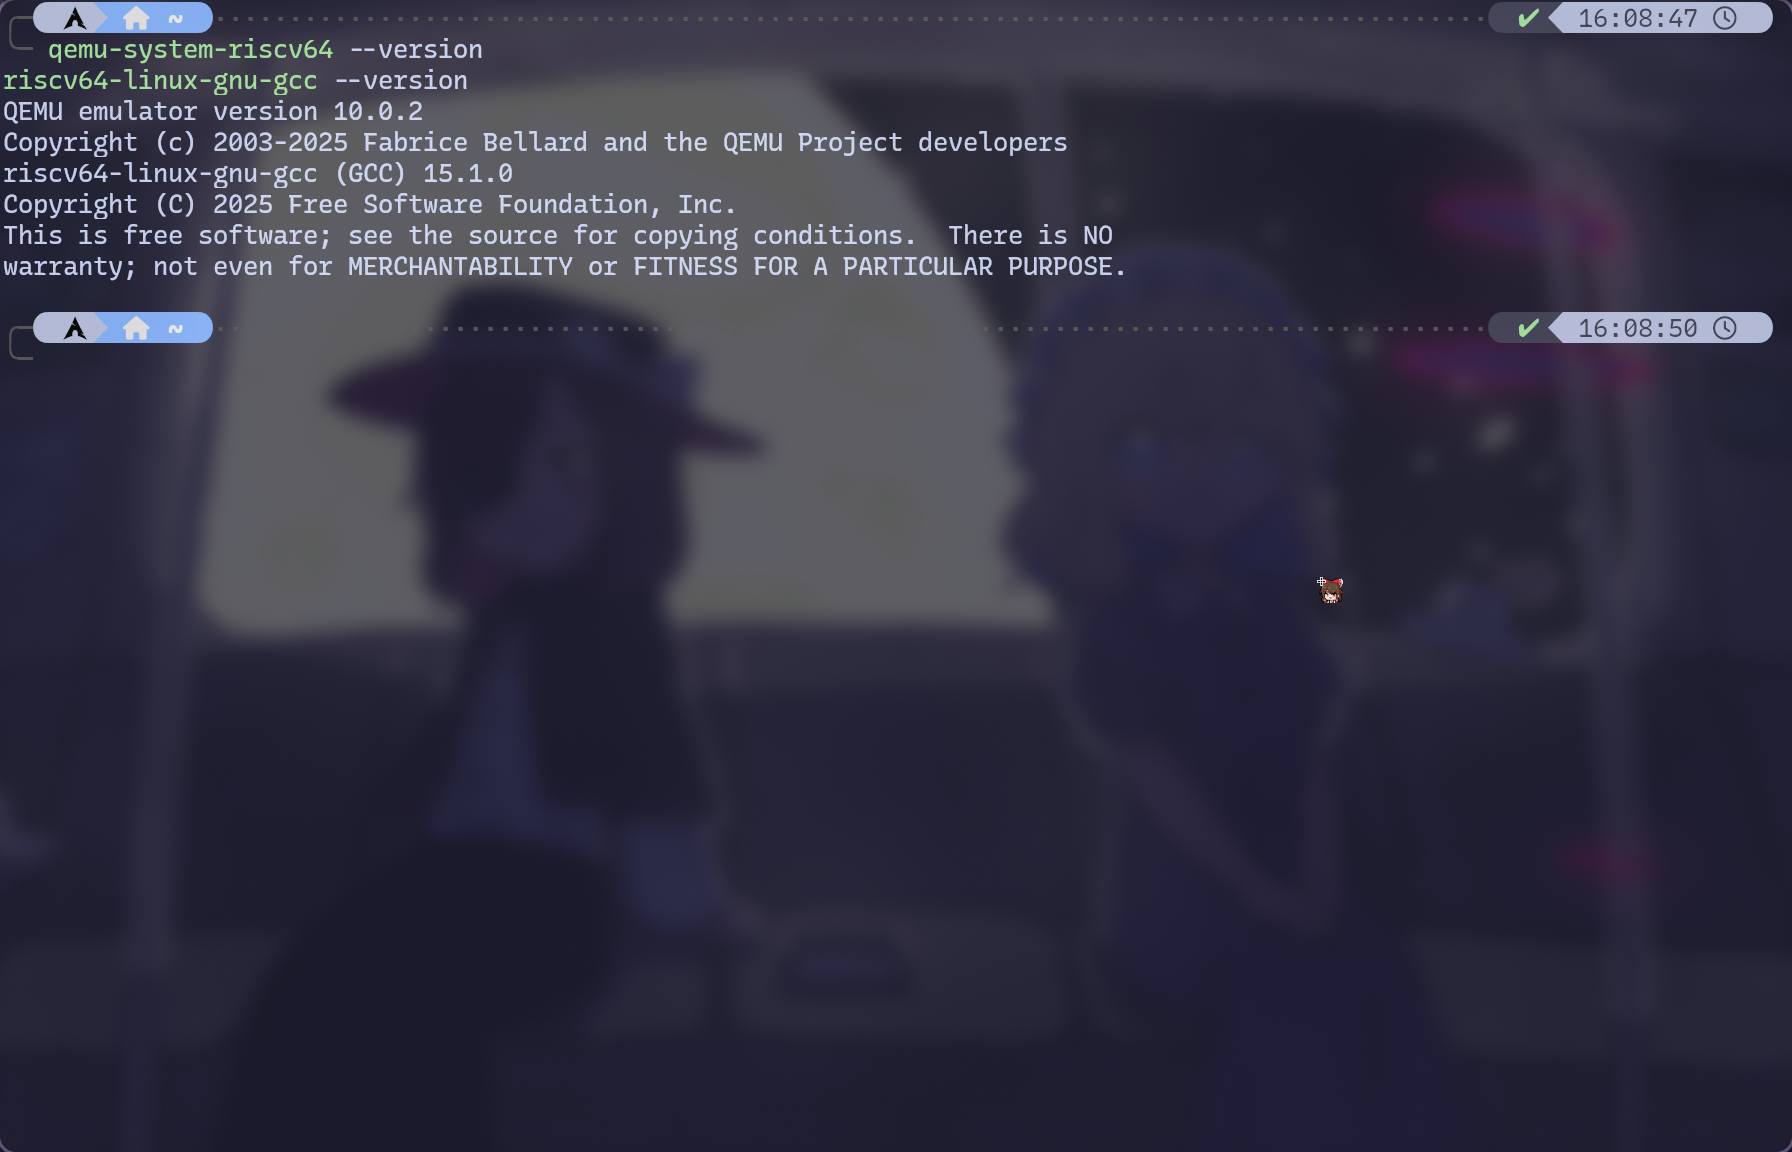 ~ ✔ 16:08:47
qemu-system-riscv64 --version
riscv64-linux-gnu-gcc --version
QEMU emulator version 10.0.2
Copyright (c) 2003-2025 Fabrice Bellard and the QEMU Project developers
riscv64-linux-gnu-gcc (GCC) 15.1.0
Copyright (C) 2025 Free Software Foundation, Inc.
This is free software; see the source for copying conditions.  There is NO
warranty; not even for MERCHANTABILITY or FITNESS FOR A PARTICULAR PURPOSE.
~ ✔ 16:08:50